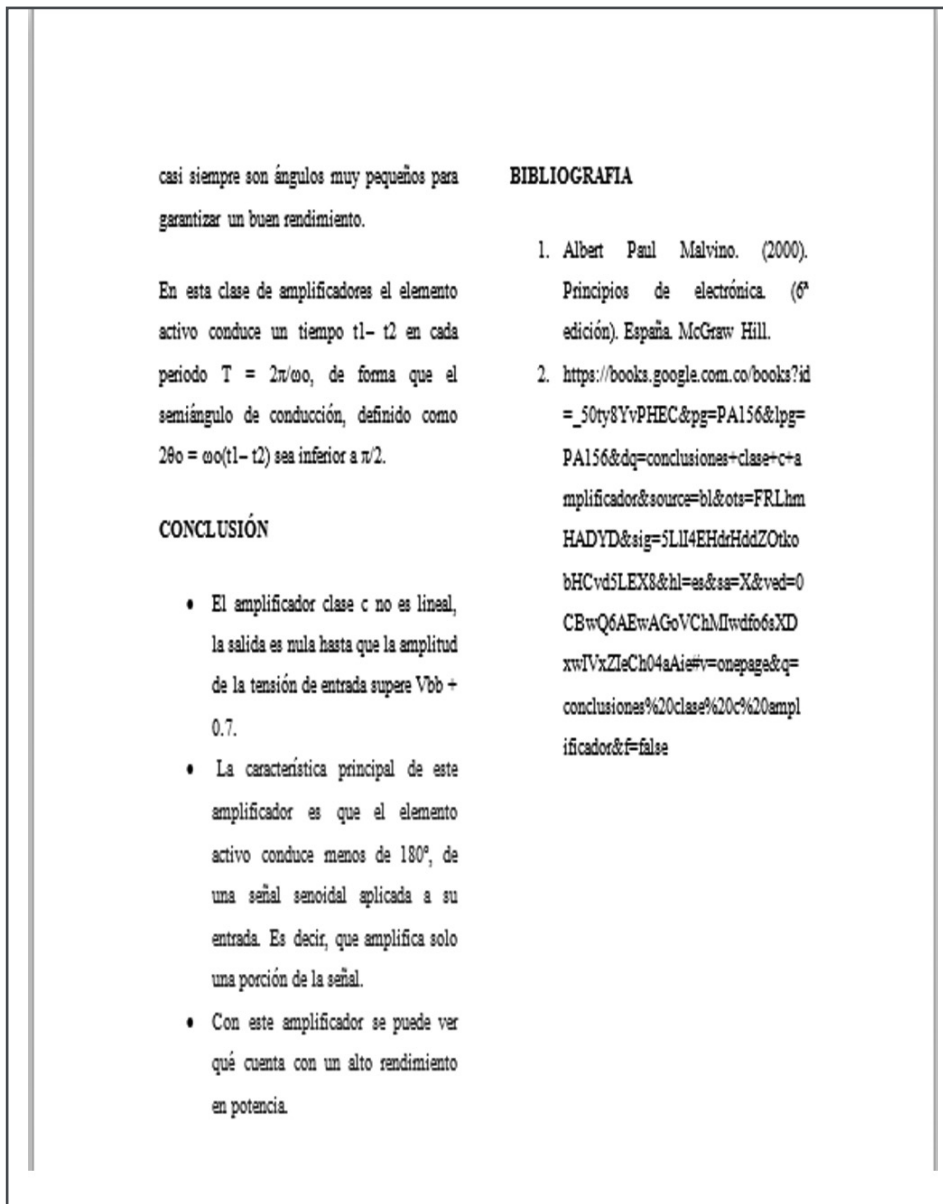 casi siempre son ángulos muy pequeños para
garantizar un buen rendimiento.
En esta clase de amplificadores el elemento
activo conduce un tiempo t1– t2 en cada
periodo T = 2π/ωo, de forma que el
semiángulo de conducción, definido como
2θo = ωo(t1– t2) sea inferior a π/2.
CONCLUSIÓN
• El amplificador clase c no es lineal,
la salida es nula hasta que la amplitud
de la tensión de entrada supere Vbb +
0.7.
• La característica principal de este
amplificador es que el elemento
activo conduce menos de 180º, de
una señal senoidal aplicada a su
entrada. Es decir, que amplifica solo
una porción de la señal.
• Con este amplificador se puede ver
qué cuenta con un alto rendimiento
en potencia.
BIBLIOGRAFIA
1. Albert Paul Malvino. (2000).
Principios de electrónica. (6ª
edición). España. McGraw Hill.
2. https://books.google.com.co/books?id
=_50ty8YvPHEC&pg=PA156&lpg=
PA156&dq=conclusiones+clase+c+a
mplificador&source=bl&ots=FRLhm
HADYD&sig=5LlI4EHdrHddZOtko
bHCvd5LEX8&hl=es&sa=X&ved=0
CBwQ6AEwAGoVChMIwdfo6sXD
xwIVxZIeCh04aAie#v=onepage&q=
conclusiones%20clase%20c%20ampl
ificador&f=false